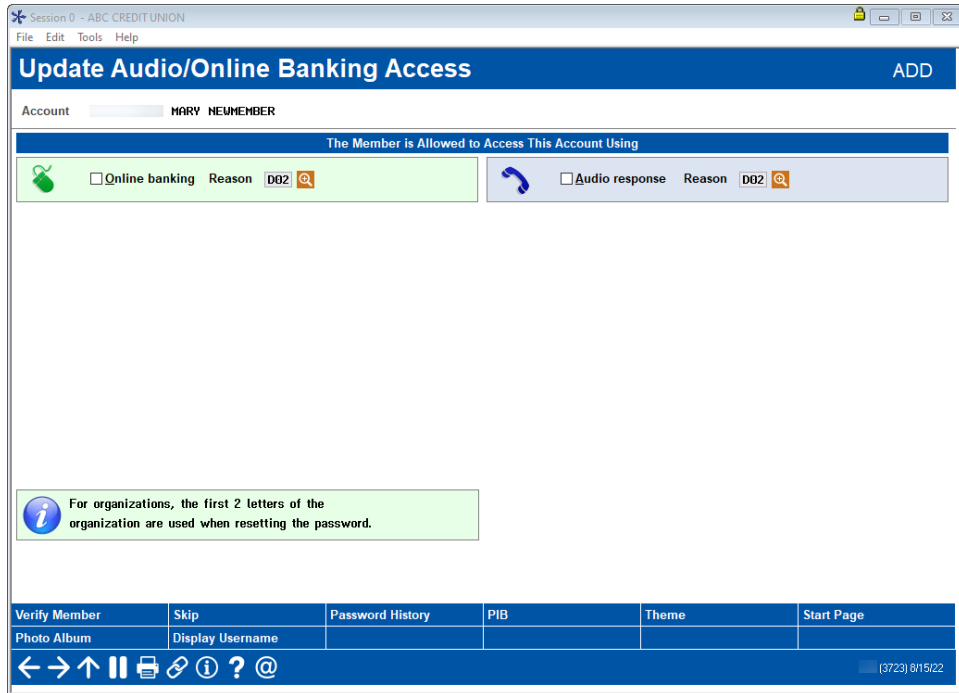 Session 0 - ABC CREDIT UNION
File Edit Tools Help
Update Audio/Online Banking Access ADD
Account MARY NEWMEMBER
The Member is Allowed to Access This Account Using
Online banking Reason D02 Audio response Reason D02
For organizations, the first 2 letters of the
organization are used when resetting the password.
Verify Member Skip Password History PIB Theme Start Page
Photo Album Display Username
(3723) 8/15/22